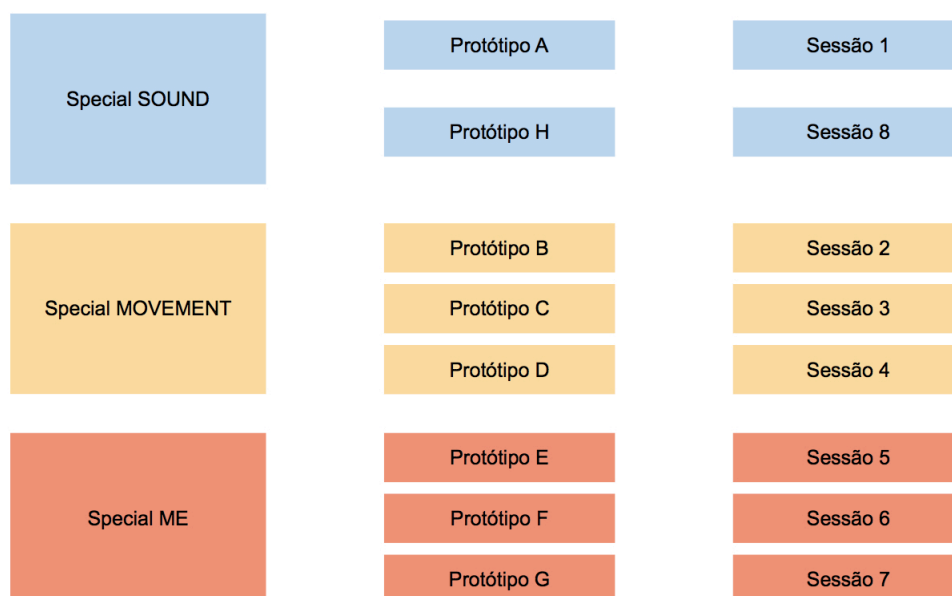 Special SOUND
Protótipo A
Sessão 1
Protótipo H
Sessão 8
Special MOVEMENT
Protótipo B
Sessão 2
Protótipo C
Sessão 3
Protótipo D
Sessão 4
Special ME
Protótipo E
Sessão 5
Protótipo F
Sessão 6
Protótipo G
Sessão 7